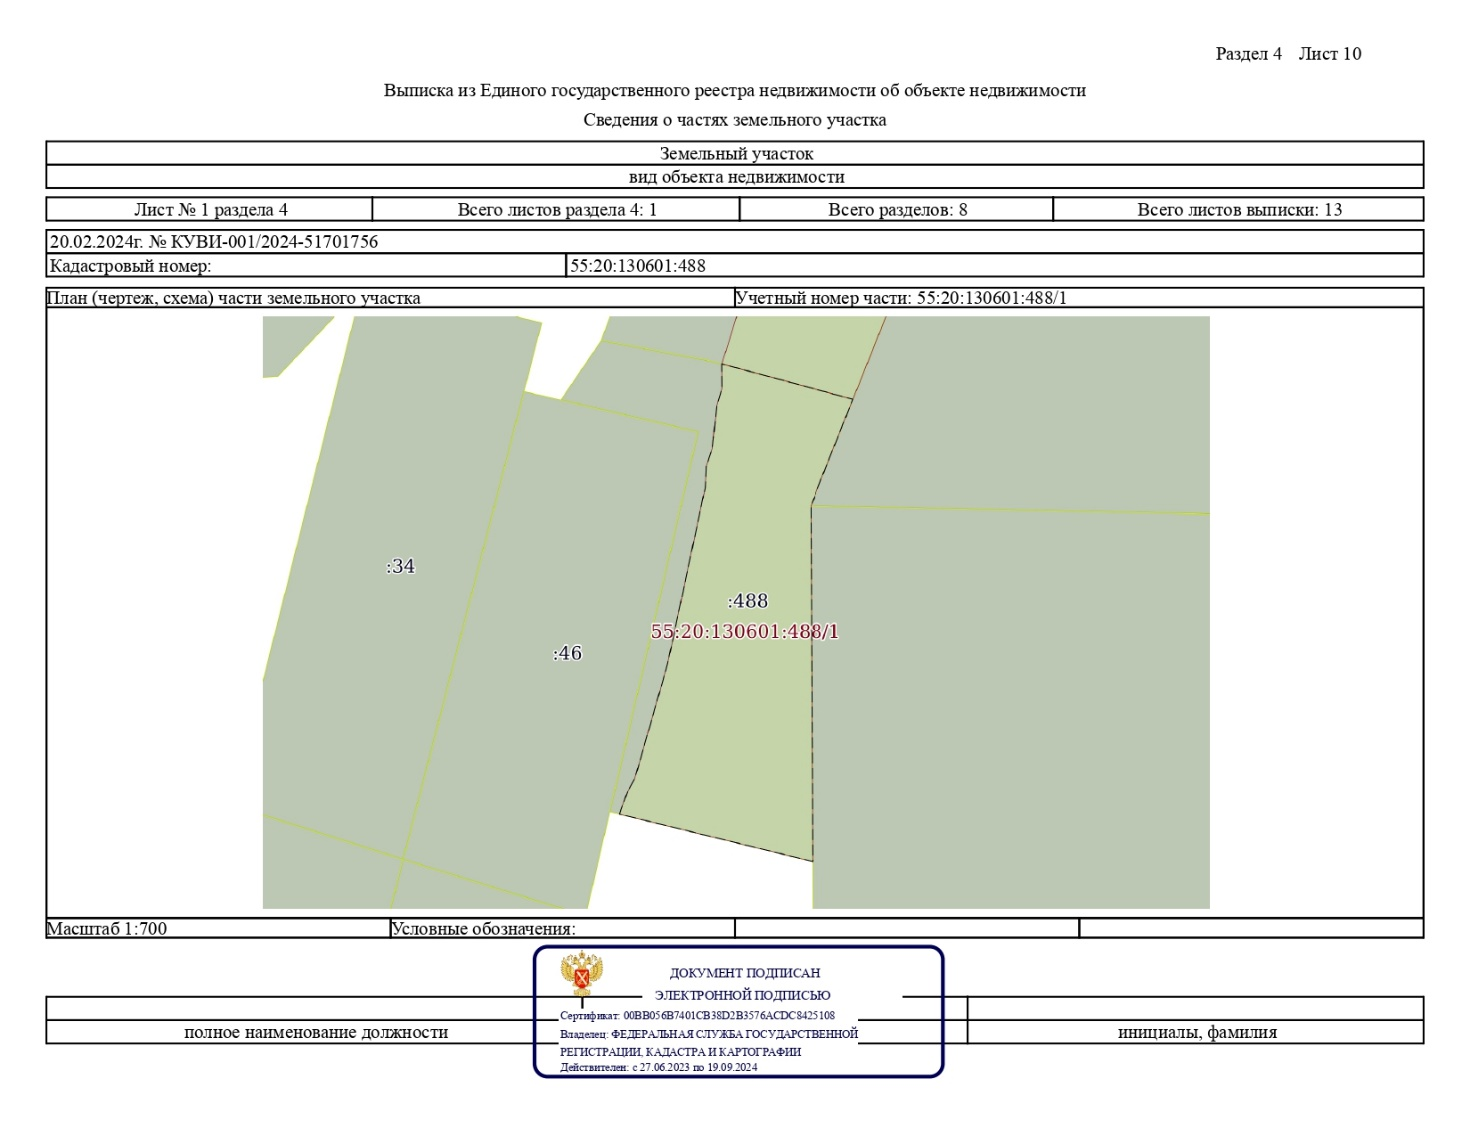 Раздел 4 Лист 10
Выписка из Единого государственного реестра недвижимости об объекте недвижимости
Сведения о частях земельного участка
Земельный участок
вид объекта недвижимости
Лист № 1 раздела 4 Всего листов раздела 4: 1 Всего разделов: 8 Всего листов выписки: 13
20.02.2024г. № КУВИ-001/2024-51701756
Кадастровый номер: 55:20:130601:488
План (чертеж, схема) части земельного участка Учетный номер части: 55:20:130601:488/1
:34
:488
55:20:130601:488/1
:46
Масштаб 1:700 Условные обозначения:
ДОКУМЕНТ ПОДПИСАН
ЭЛЕКТРОННОЙ ПОДПИСЬЮ
Сертификат: 00BB056B7401CB38D2B3576ACDC8425108
Владелец: ФЕДЕРАЛЬНАЯ СЛУЖБА ГОСУДАРСТВЕННОЙ
РЕГИСТРАЦИИ, КАДАСТРА И КАРТОГРАФИИ
Действителен: с 27.06.2023 по 19.09.2024
полное наименование должности инициалы, фамилия